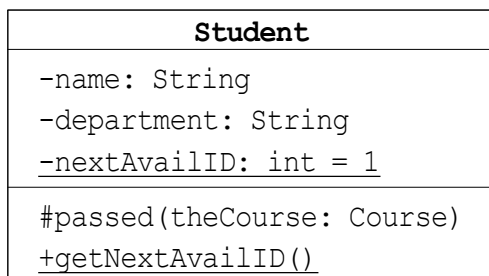 Student
-name: String
-department: String
-nextAvailID: int = 1
#passed(theCourse: Course)
+getNextAvailID()